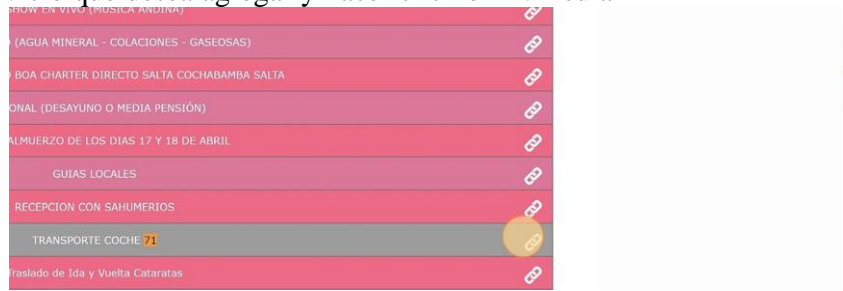 SHOW EN VIVO (MUSICA ANDINA)
(AGUA MINERAL - COLACIONES - GASEOSAS)
BOA CHARTER DIRECTO SALTA COCHABAMBA SALTA
ONAL (DESAYUNO O MEDIA PENSIÓN)
ALMUERZO DE LOS DIAS 17 Y 18 DE ABRIL
GUIAS LOCALES
RECEPCION CON SAHUMERIOS
TRANSPORTE COCHE 71
Traslado de Ida y Vuelta Cataratas